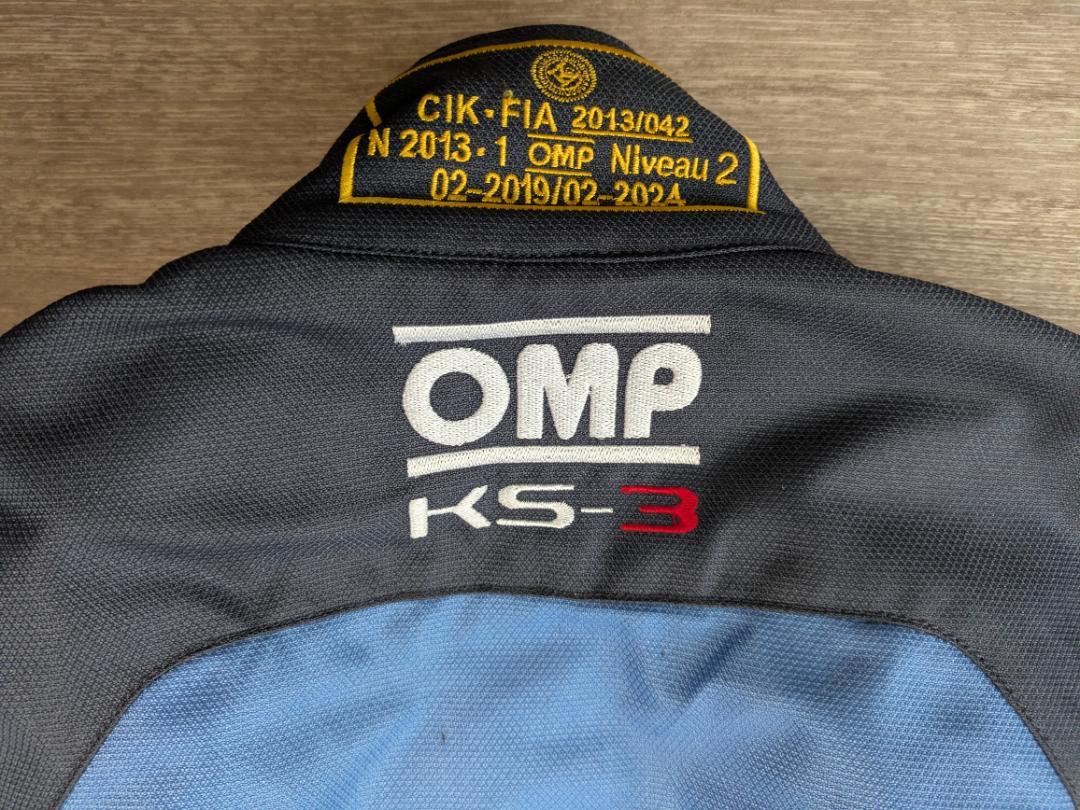 CIK·FIA 2013/042
N 2013·1 OMP Niveau 2
02-2019/02-2024
OMP
KS-3